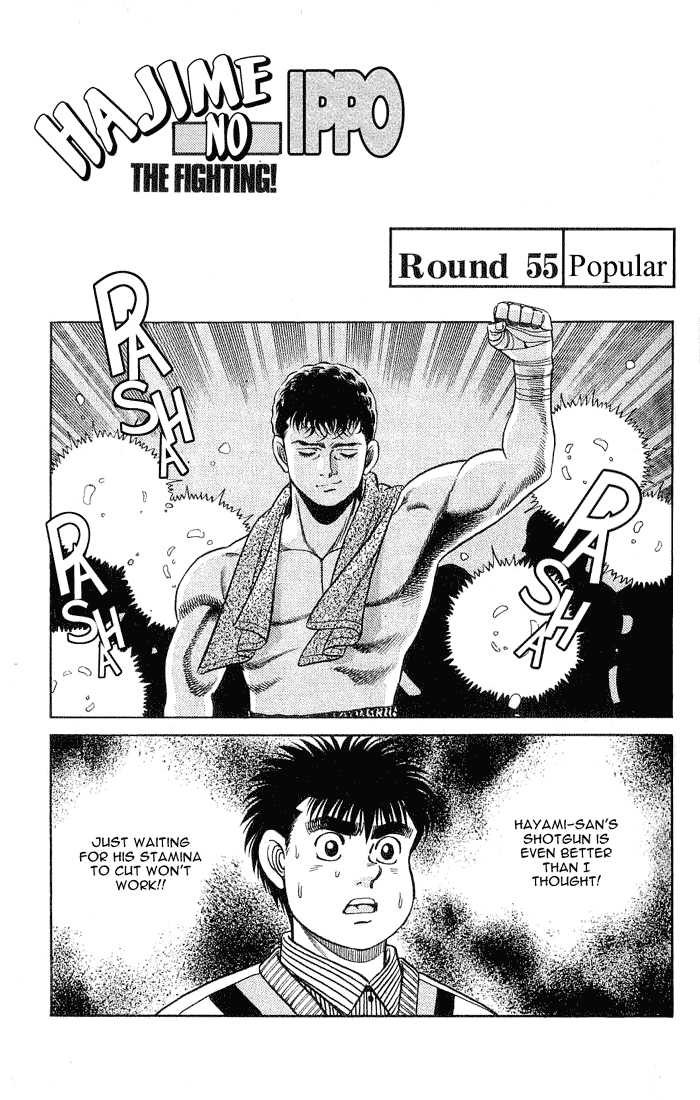 HAJIME
NO
IPPO
THE FIGHTING!
Round 55
Popular
PASHA
PASHA
PASHA
HAYAMI-SAN'S
SHOTGUN IS
EVEN BETTER
THAN I
THOUGHT!
JUST WAITING
FOR HIS STAMINA
TO CUT WON'T
WORK!!